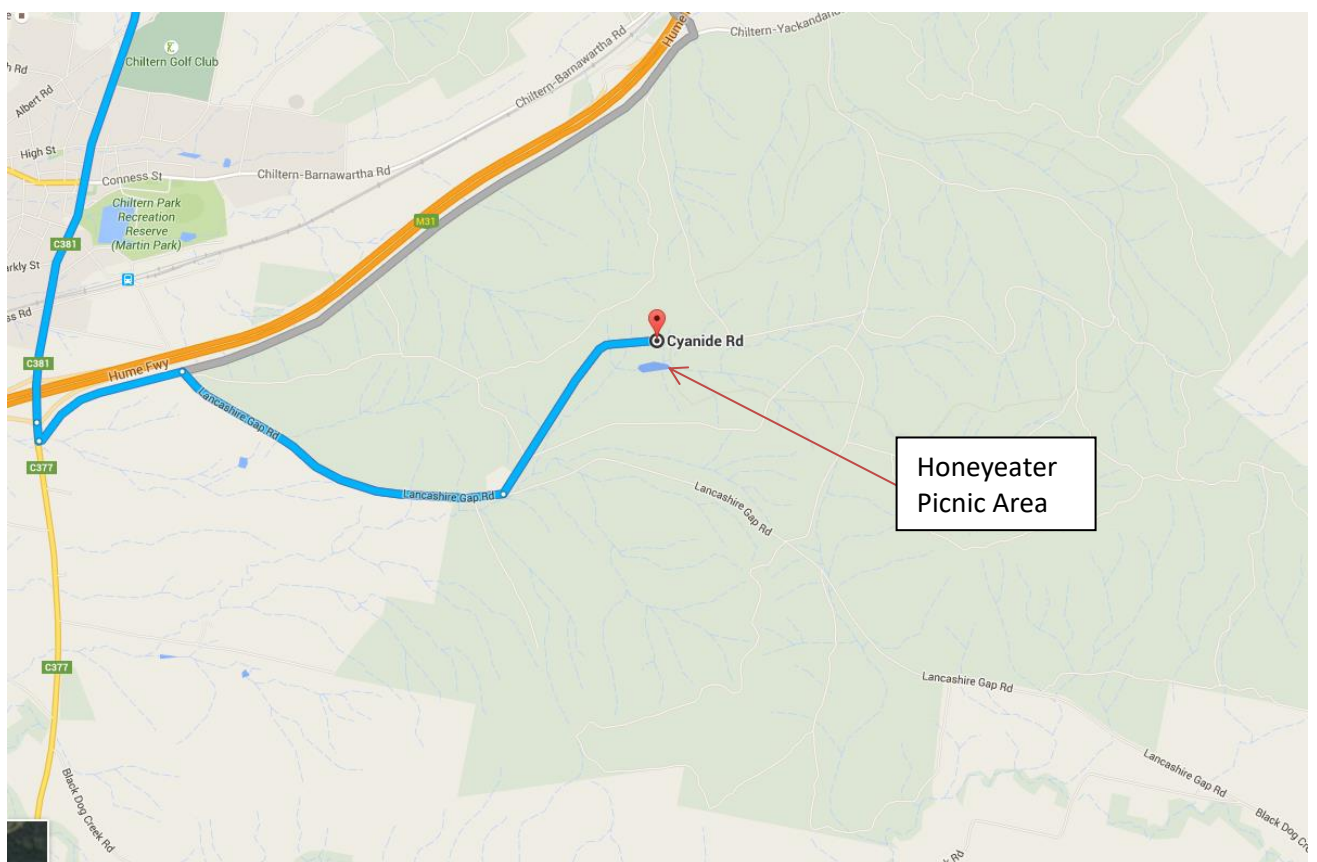 Chiltern Golf Club
Hume
Chiltern-Yackandand
Chiltern-Barnawartha Rd
Albert Rd
High St
Conness St
Chiltern-Barnawartha Rd
Chiltern Park
Recreation
Reserve
(Martin Park)
M31
C381
arkly St
ss Rd
Cyanide Rd
C381
Hume Fwy
Lancashire Gap Rd
Honeyeater
Picnic Area
C377
Lancashire Gap Rd
Lancashire Gap Rd
C377
Lancashire Gap Rd
Lancashire Gap Rd
Black Dog Creek Rd
Black Dog
Rd